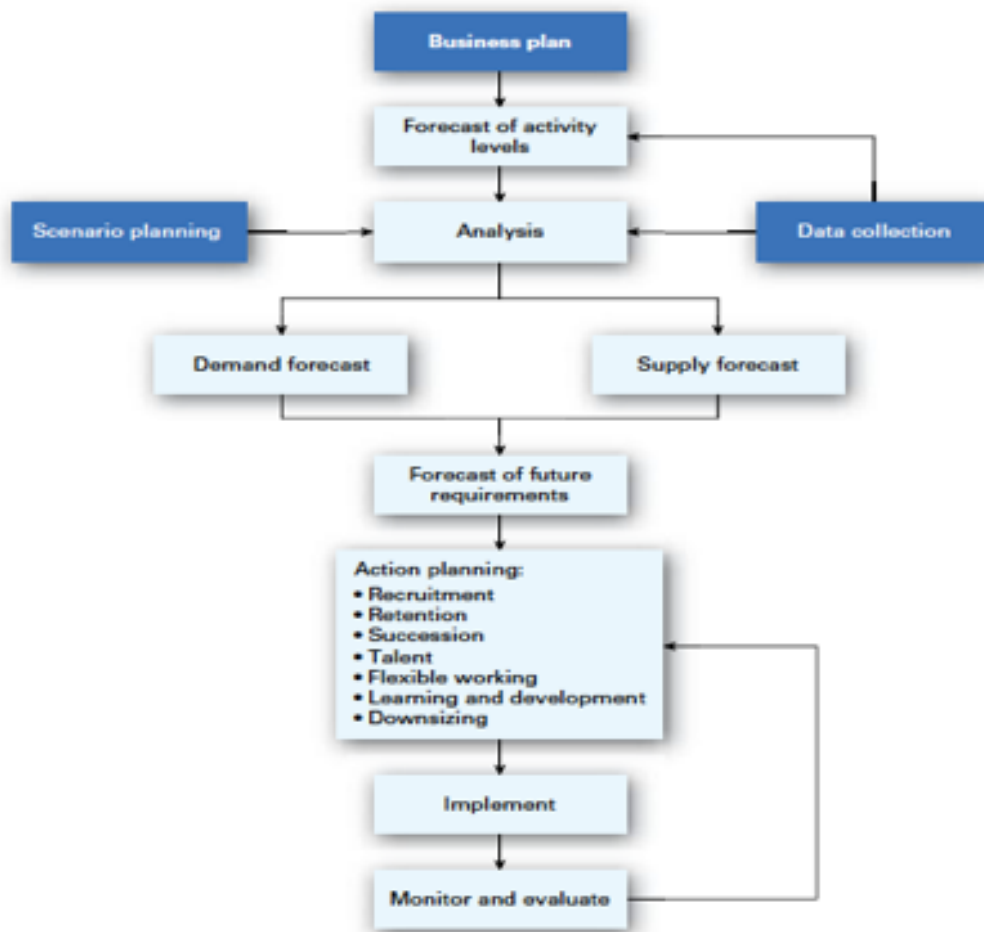 Business plan
Forecast of activity
levels
Scenario planning
Analysis
Data collection
Demand forecast
Supply forecast
Forecast of future
requirements
Action planning:
• Recruitment
• Retention
• Succession
• Talent
• Flexible working
• Learning and development
• Downsizing
Implement
Monitor and evaluate